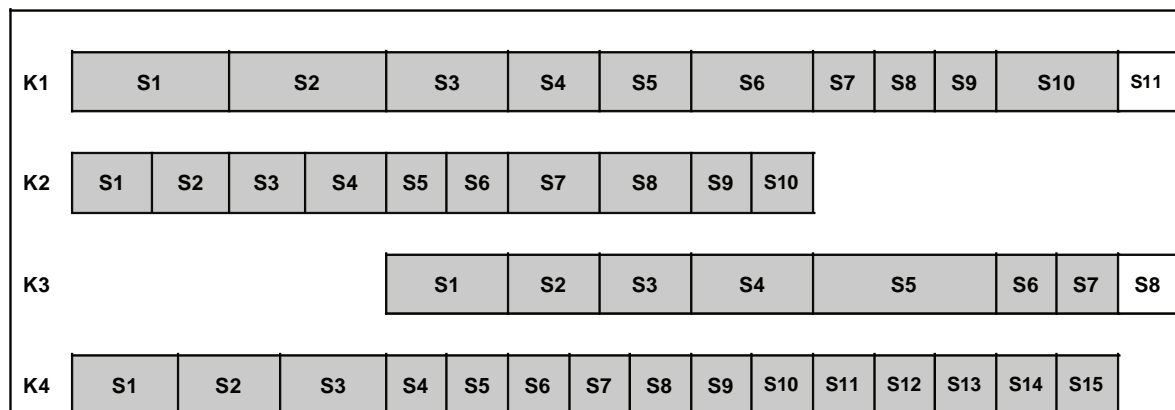 K1 S1 S2 S3 S4 S5 S6 S7 S8 S9 S10 S11
K2 S1 S2 S3 S4 S5 S6 S7 S8 S9 S10
K3 S1 S2 S3 S4 S5 S6 S7 S8
K4 S1 S2 S3 S4 S5 S6 S7 S8 S9 S10 S11 S12 S13 S14 S15